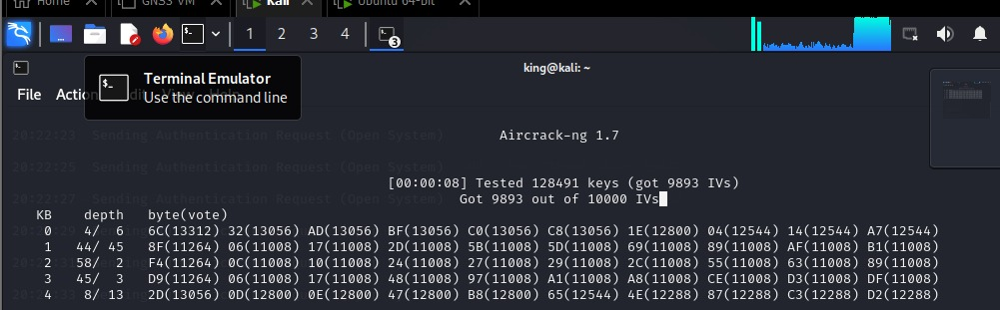 Home GNS3 VM Kali Ubuntu 64-bit
1 2 3 4 3
king@kali: ~
Terminal Emulator
Use the command line
File Action Edit View Help
20:22:23 Sending Authentication Request (Open System)
Aircrack-ng 1.7
20:22:25 Sending Authentication Request (Open System)
[00:00:08] Tested 128491 keys (got 9893 IVs)
20:22:27 Sending Authentication Request (Open System)
Got 9893 out of 10000 IVs
KB depth byte(vote)
0 4/ 6 6C(13312) 32(13056) AD(13056) BF(13056) C0(13056) C8(13056) 1E(12800) 04(12544) 14(12544) A7(12544)
1 44/ 45 8F(11264) 06(11008) 17(11008) 2D(11008) 5B(11008) 5D(11008) 69(11008) 89(11008) AF(11008) B1(11008)
2 58/ 2 F4(11264) 0C(11008) 10(11008) 24(11008) 27(11008) 29(11008) 2C(11008) 55(11008) 63(11008) 89(11008)
3 45/ 3 D9(11264) 06(11008) 17(11008) 48(11008) 97(11008) A1(11008) A8(11008) CE(11008) D3(11008) DF(11008)
4 8/ 13 2D(13056) 0D(12800) 0E(12800) 47(12800) B8(12800) 65(12544) 4E(12288) 87(12288) C3(12288) D2(12288)